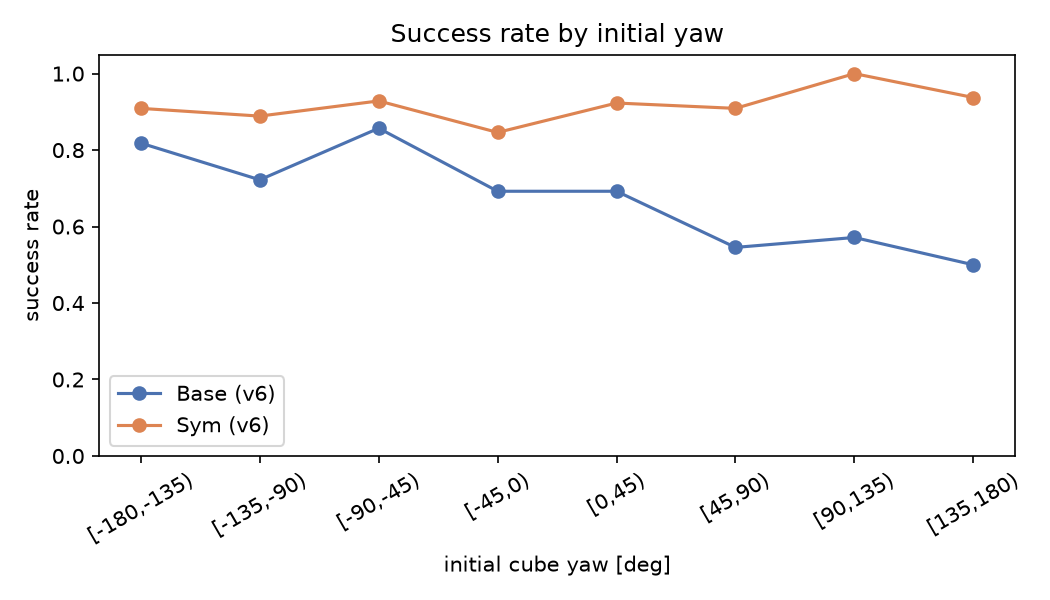 Success rate by initial yaw
success rate
1.0
0.8
0.6
0.4
0.2
0.0
Base (v6)
Sym (v6)
[-180,-135)
[-135,-90)
[-90,-45)
[-45,0)
[0,45)
[45,90)
[90,135)
[135,180)
initial cube yaw [deg]